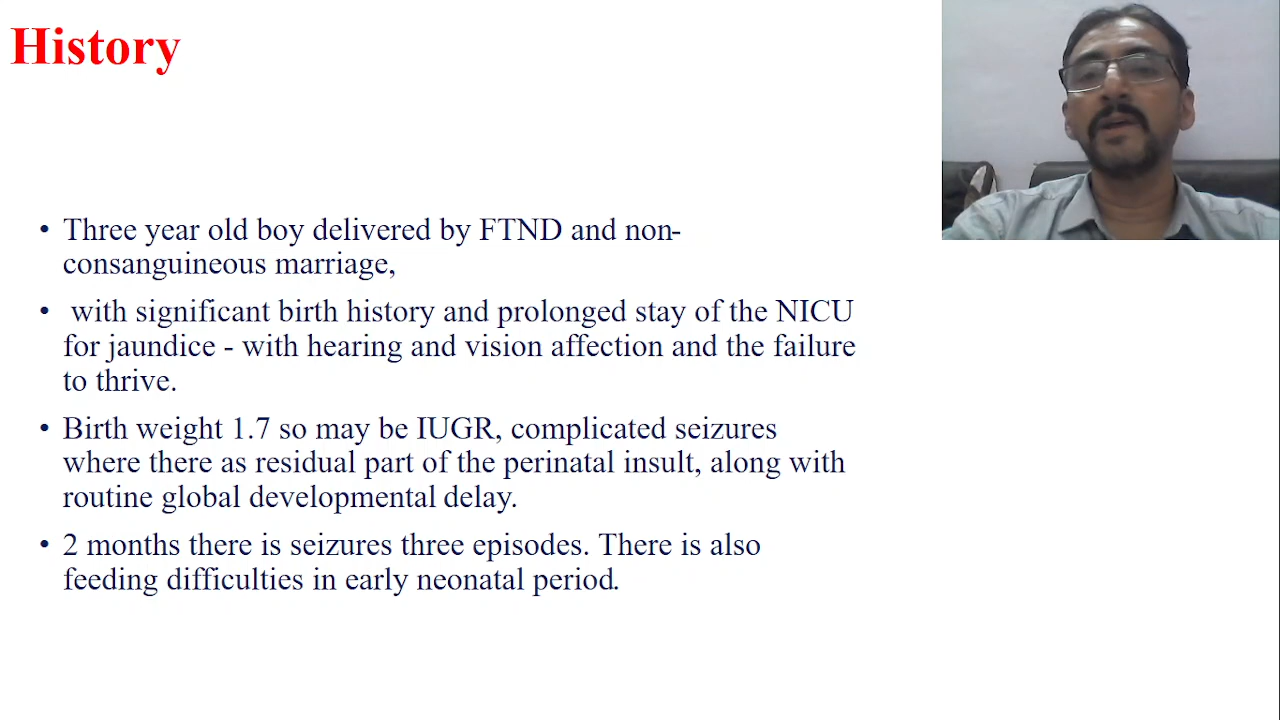 History
• Three year old boy delivered by FTND and non-
consanguineous marriage,
• with significant birth history and prolonged stay of the NICU
for jaundice - with hearing and vision affection and the failure
to thrive.
• Birth weight 1.7 so may be IUGR, complicated seizures
where there as residual part of the perinatal insult, along with
routine global developmental delay.
• 2 months there is seizures three episodes. There is also
feeding difficulties in early neonatal period.